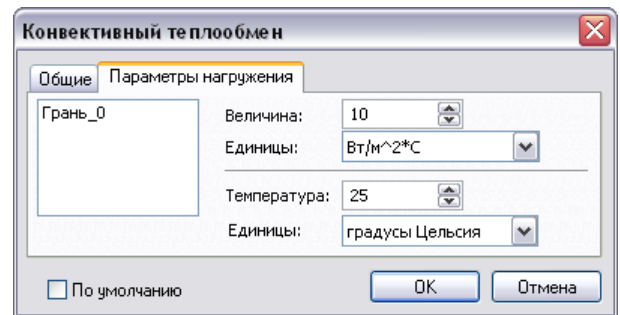 Конвективный теплообмен
Общие Параметры нагружения
Грань_0
Величина: 10
Единицы: Вт/м^2*C
Температура: 25
Единицы: градусы Цельсия
По умолчанию OK Отмена